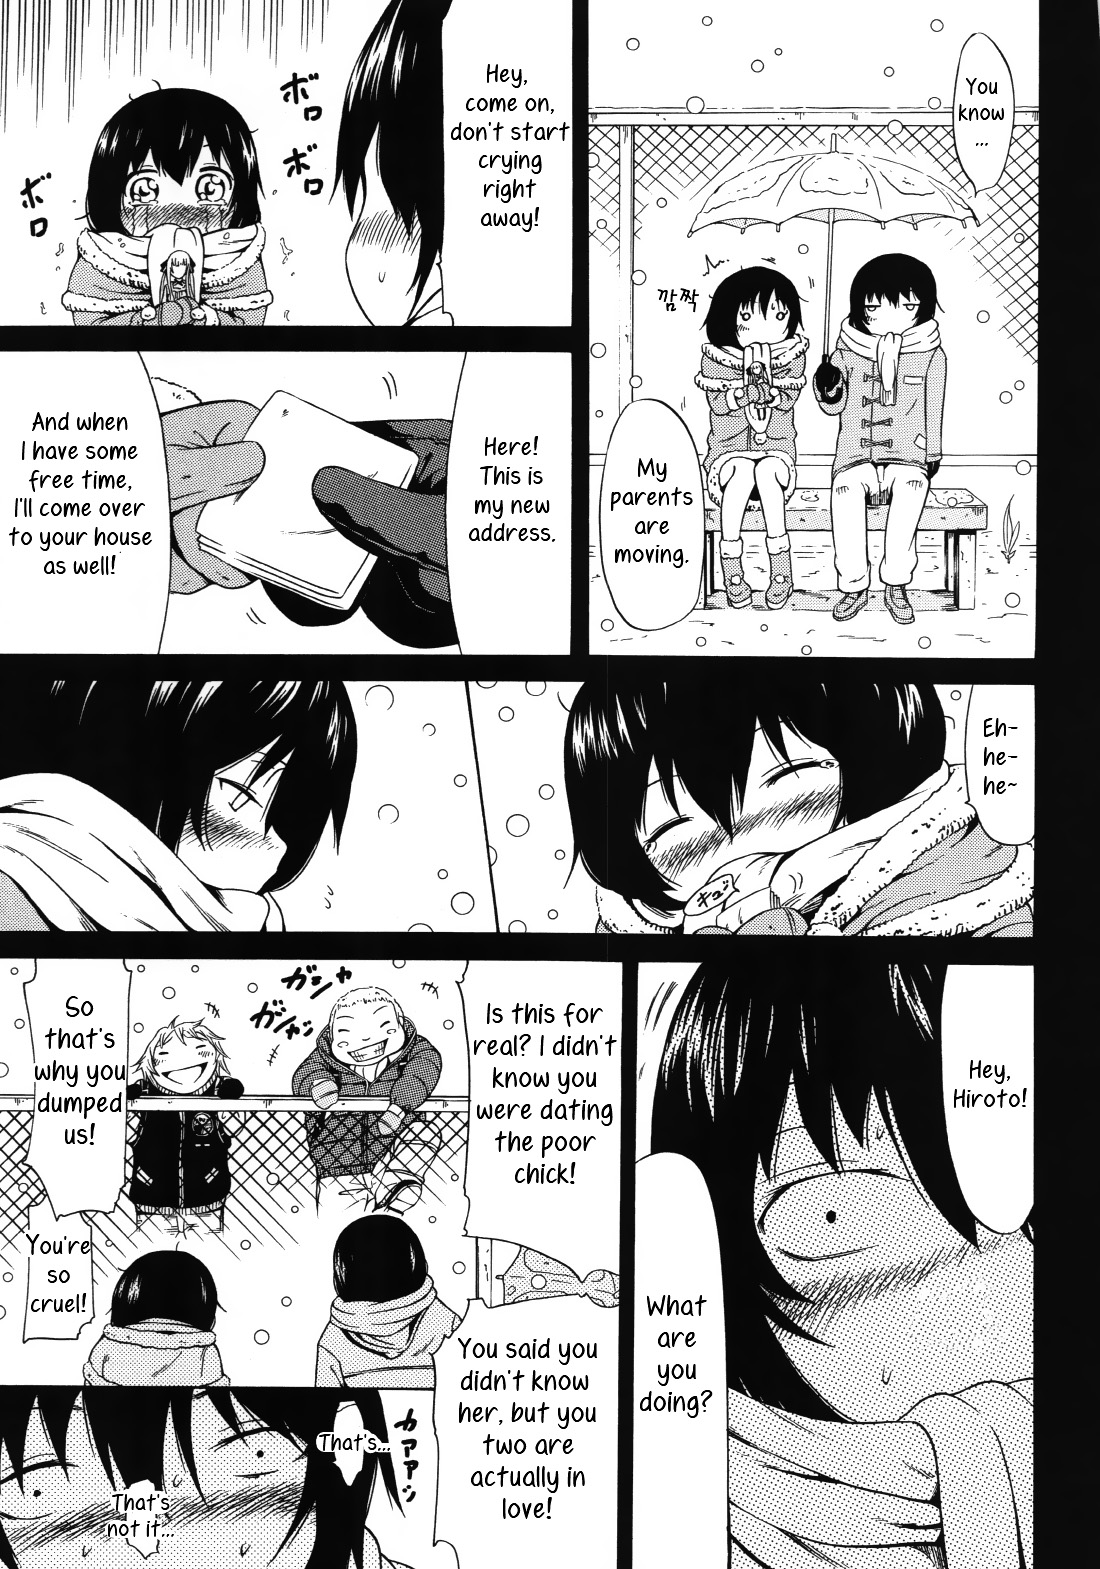 You
know
...
깜짝
My
parents
are
moving.
Hey,
come on,
don't start
crying
right
away!
ボロ
ボロ
ボロ
Here!
This is
my new
address.
And when
I have some
free time,
I'll come over
to your house
as well!
Eh-
he-
he~
キュッ
Hey,
Hiroto!
What
are
you
doing?
Is this for
real? I didn't
know you
were dating
the poor
chick!
ガシャ
ガシャ
So
that's
why you
dumped
us!
You're
so
cruel!
You said you
didn't know
her, but you
two are
actually in
love!
カアアァッ
That's...
That's
not it...